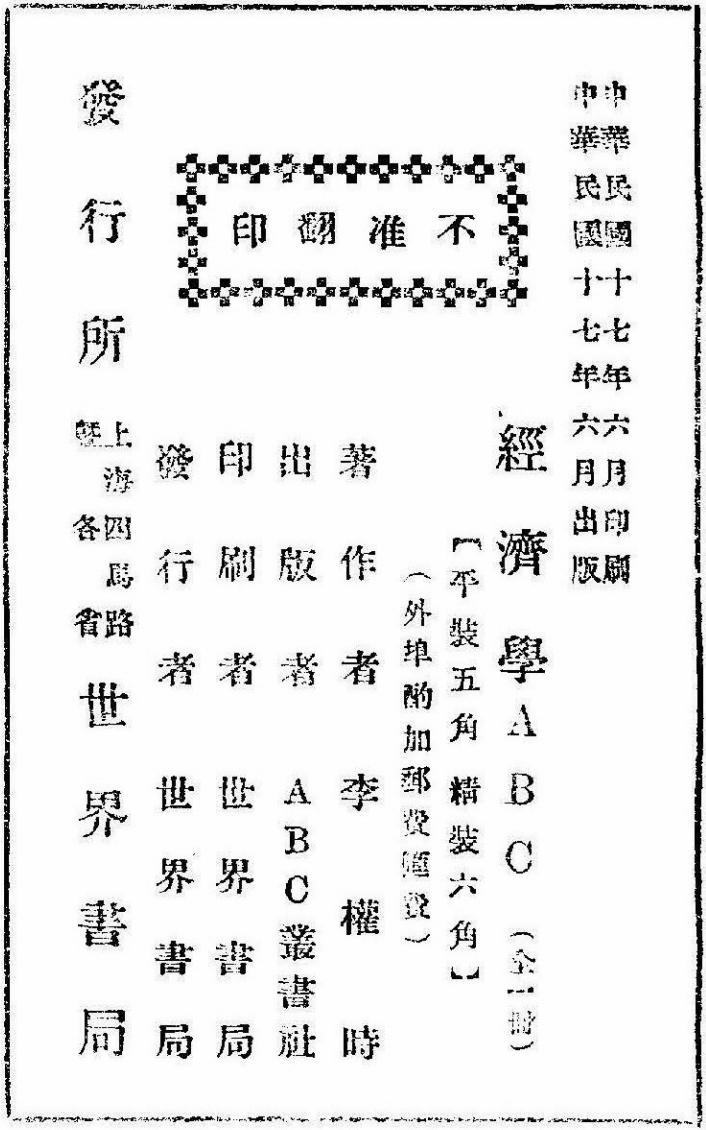 中華民國十七年六月印刷
中華民國十七年六月出版
不准翻印
經濟學ABC（全一册）
【平裝五角 精裝六角】
（外埠酌加郵費匯費）
著作者 李權時
出版者 ABC叢書社
印刷者 世界書局
發行者 世界書局
發行所 上海四馬路暨各省 世界書局